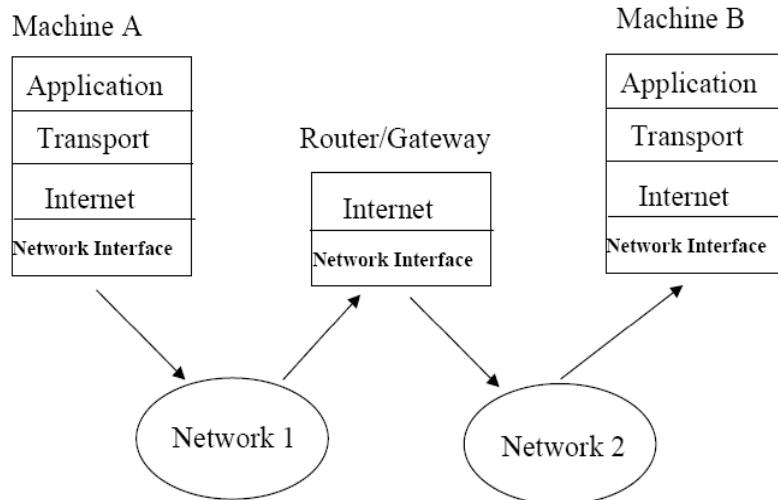 Machine A
Application
Transport
Internet
Network Interface
Router/Gateway
Internet
Network Interface
Machine B
Application
Transport
Internet
Network Interface
Network 1
Network 2